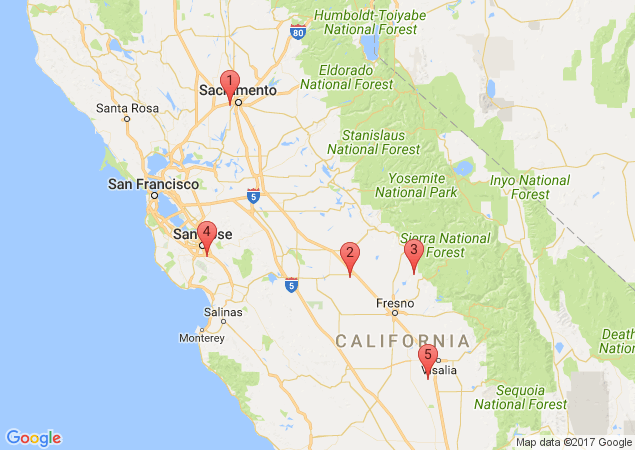 Humboldt-Toiyabe
National Forest
80
1
Sacramento
Eldorado
National Forest
Santa Rosa
Stanislaus
National Forest
Yosemite
National Park
Inyo National
Forest
San Francisco
5
4
San Jose
2
3
Sierra National
Forest
5
Fresno
Salinas
Monterey
CALIFORNIA
5
Visalia
Death
Natio
Sequoia
National Forest
Google
Map data ©2017 Google